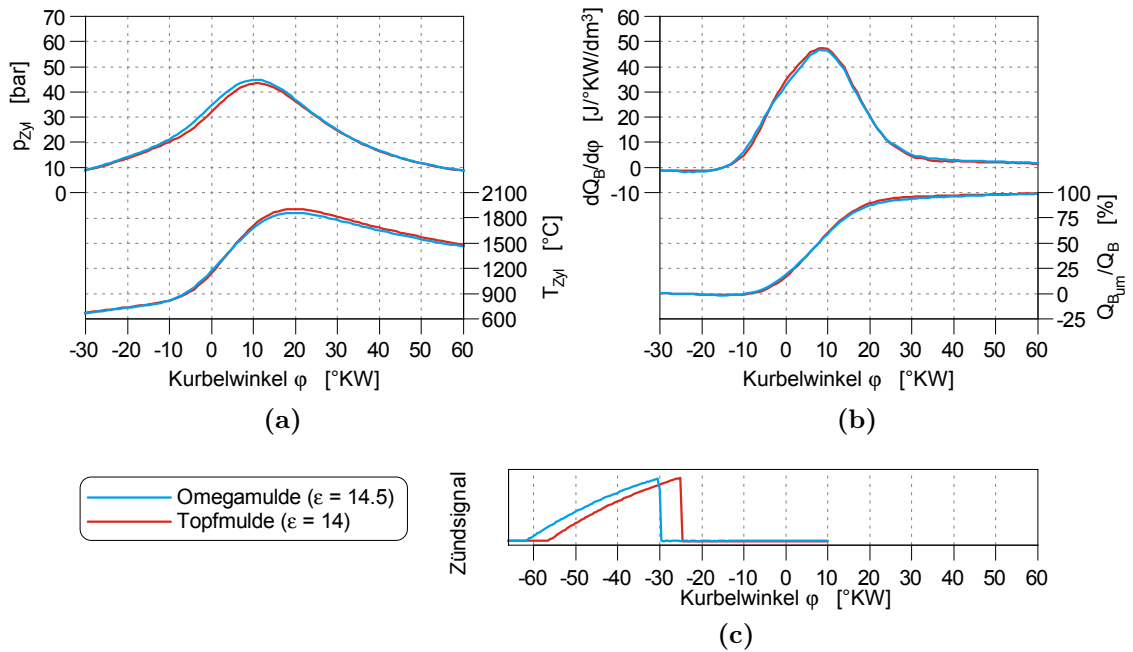 70
60
50
40
30
20
10
0
p_Zyl [bar]
2100
1800
1500
1200
900
600
T_Zyl [°C]
-30 -20 -10 0 10 20 30 40 50 60
Kurbelwinkel φ [°KW]
(a)
60
50
40
30
20
10
0
-10
dQ_B/dφ [J/°KW/dm³]
100
75
50
25
0
-25
Q_B_um/Q_B [%]
-30 -20 -10 0 10 20 30 40 50 60
Kurbelwinkel φ [°KW]
(b)
Omegamulde (ε = 14.5)
Topfmulde (ε = 14)
Zündsignal
-60 -50 -40 -30 -20 -10 0 10 20 30 40 50 60
Kurbelwinkel φ [°KW]
(c)